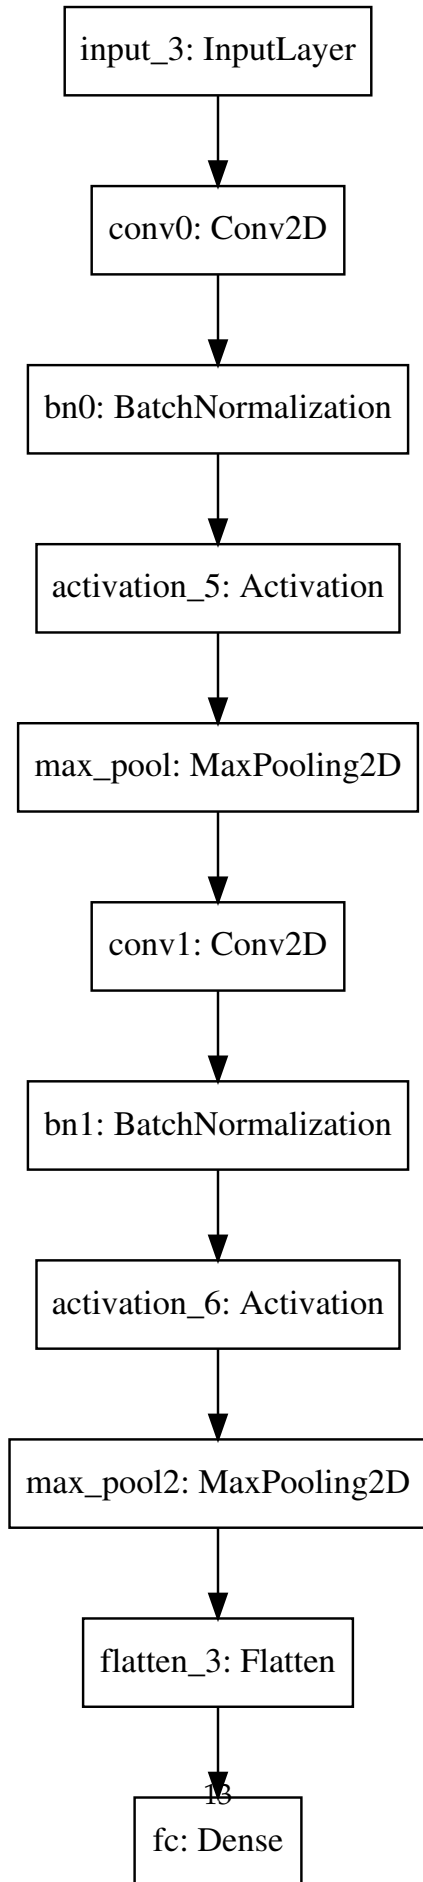 input_3: InputLayer
conv0: Conv2D
bn0: BatchNormalization
activation_5: Activation
max_pool: MaxPooling2D
conv1: Conv2D
bn1: BatchNormalization
activation_6: Activation
max_pool2: MaxPooling2D
flatten_3: Flatten
13
fc: Dense